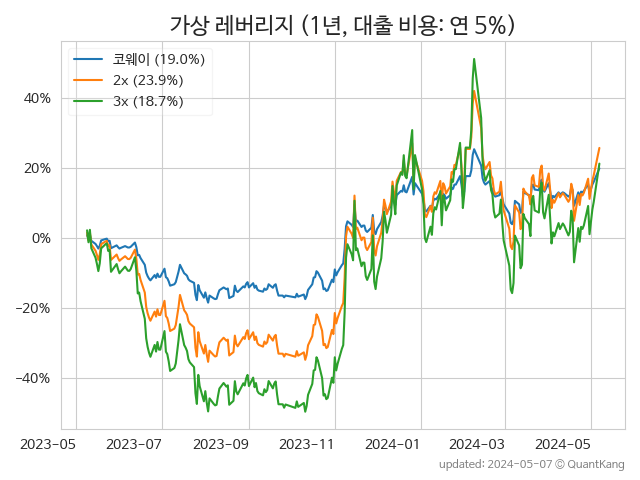 가상 레버리지 (1년, 대출 비용: 연 5%)
코웨이 (19.0%)
2x (23.9%)
3x (18.7%)
40%
20%
0%
−20%
−40%
2023-05 2023-07 2023-09 2023-11 2024-01 2024-03 2024-05
updated: 2024-05-07 © QuantKang